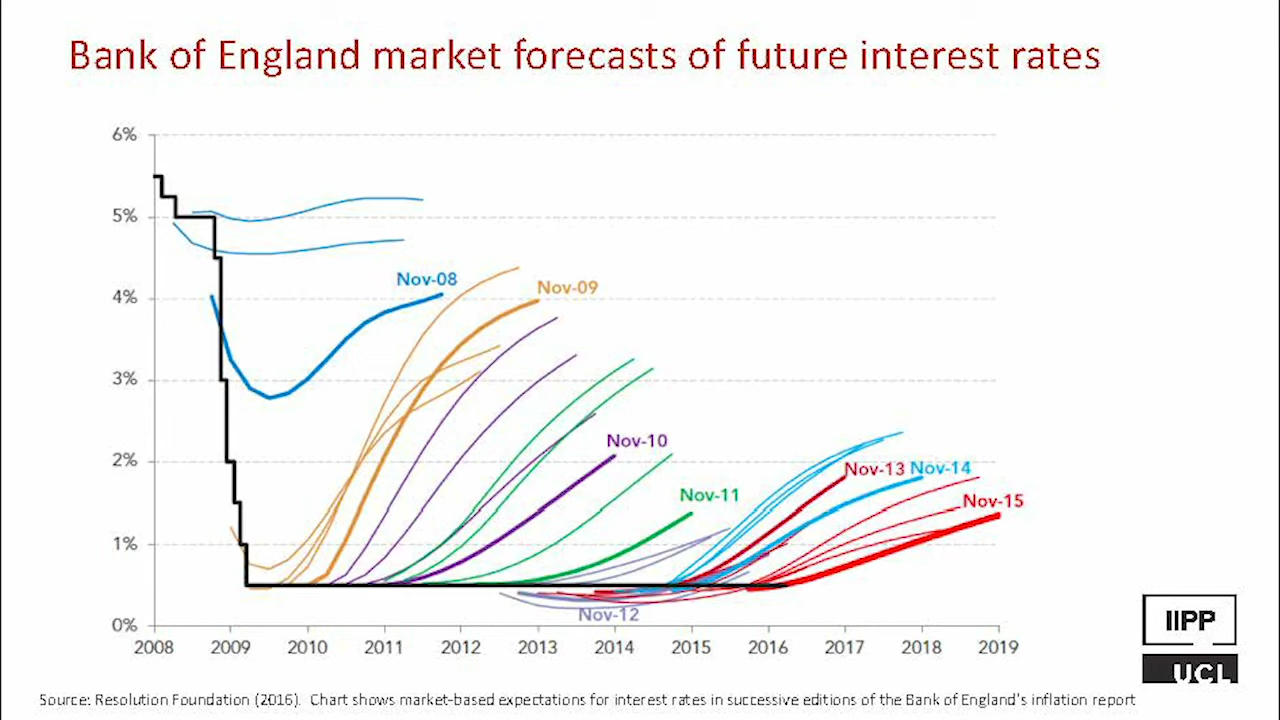 Bank of England market forecasts of future interest rates
6%
5%
4%
3%
2%
1%
0%
Nov-08
Nov-09
Nov-10
Nov-11
Nov-12
Nov-13
Nov-14
Nov-15
2008 2009 2010 2011 2012 2013 2014 2015 2016 2017 2018 2019
IIPP
UCL
Source: Resolution Foundation (2016). Chart shows market-based expectations for interest rates in successive editions of the Bank of England's inflation report